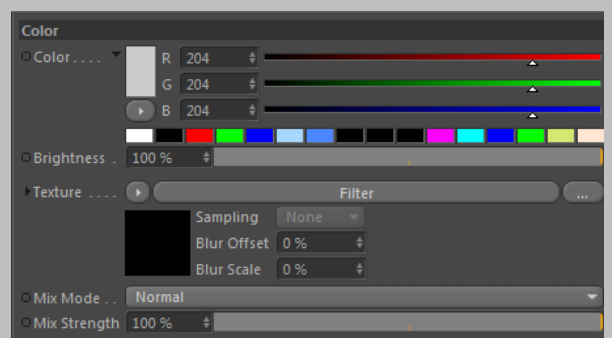 Color
Color.... R 204
G 204
B 204
Brightness . 100 %
Texture .... Filter ...
Sampling None
Blur Offset 0 %
Blur Scale 0 %
Mix Mode.. Normal
Mix Strength 100 %